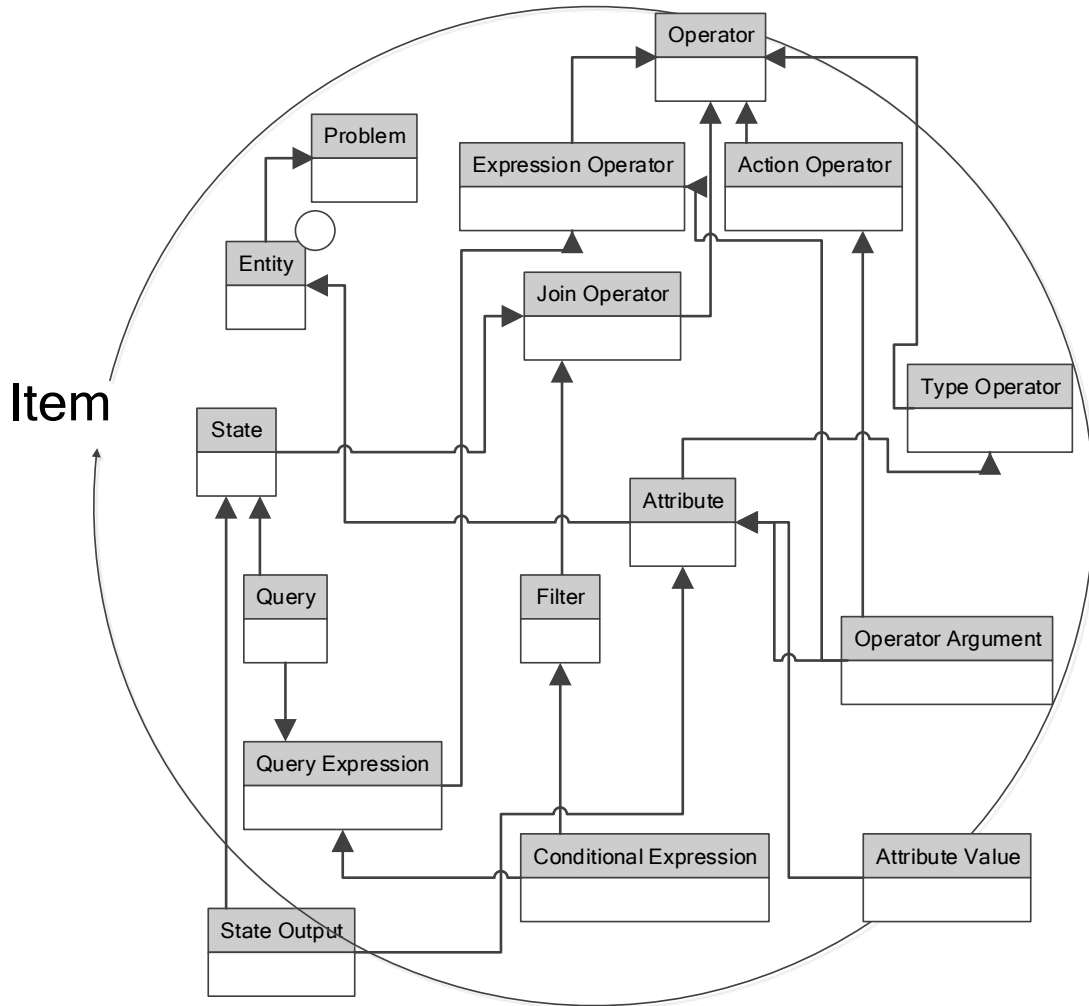 Operator
Problem
Expression Operator
Action Operator
Entity
Join Operator
Type Operator
Item
State
Attribute
Query
Filter
Operator Argument
Query Expression
Conditional Expression
Attribute Value
State Output